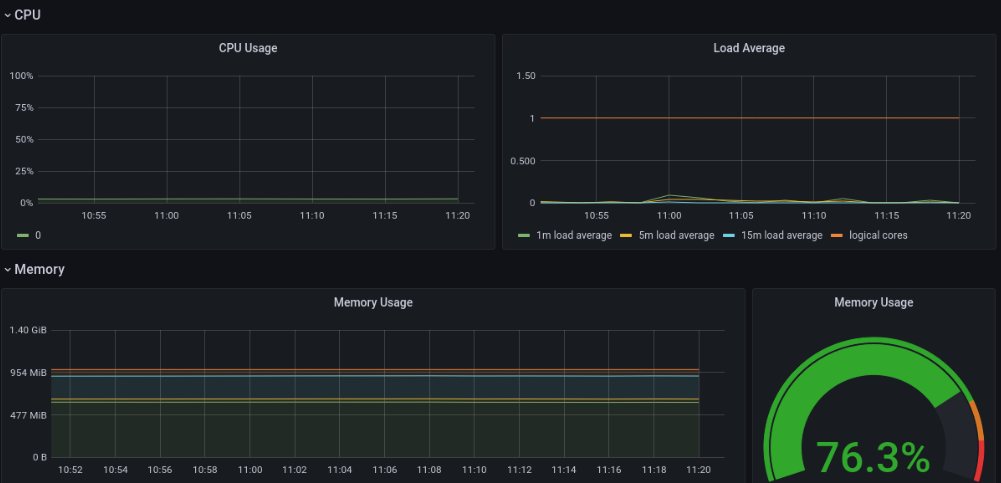 CPU
CPU Usage
100%
75%
50%
25%
0%
10:55 11:00 11:05 11:10 11:15 11:20
0
Load Average
1.50
1
0.500
0
10:55 11:00 11:05 11:10 11:15 11:20
1m load average 5m load average 15m load average logical cores
Memory
Memory Usage
1.40 GiB
954 MiB
477 MiB
0 B
10:52 10:54 10:56 10:58 11:00 11:02 11:04 11:06 11:08 11:10 11:12 11:14 11:16 11:18 11:20
Memory Usage
76.3%